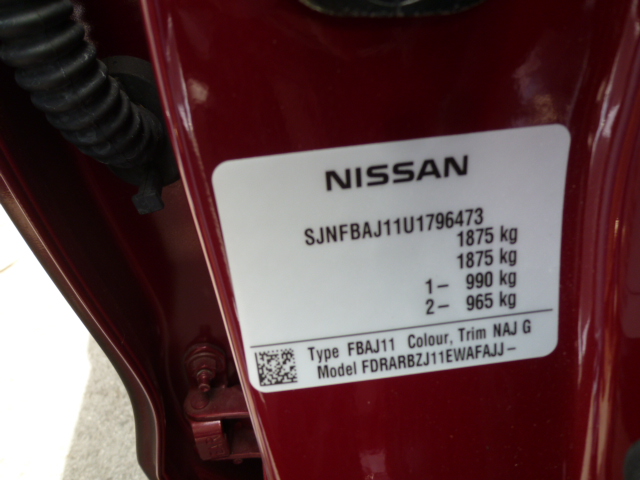 NISSAN
SJNFBAJ11U1796473
1875 kg
1875 kg
1– 990 kg
2– 965 kg
Type FBAJ11 Colour, Trim NAJ G
Model FDRARBZJ11EWAFAJJ–